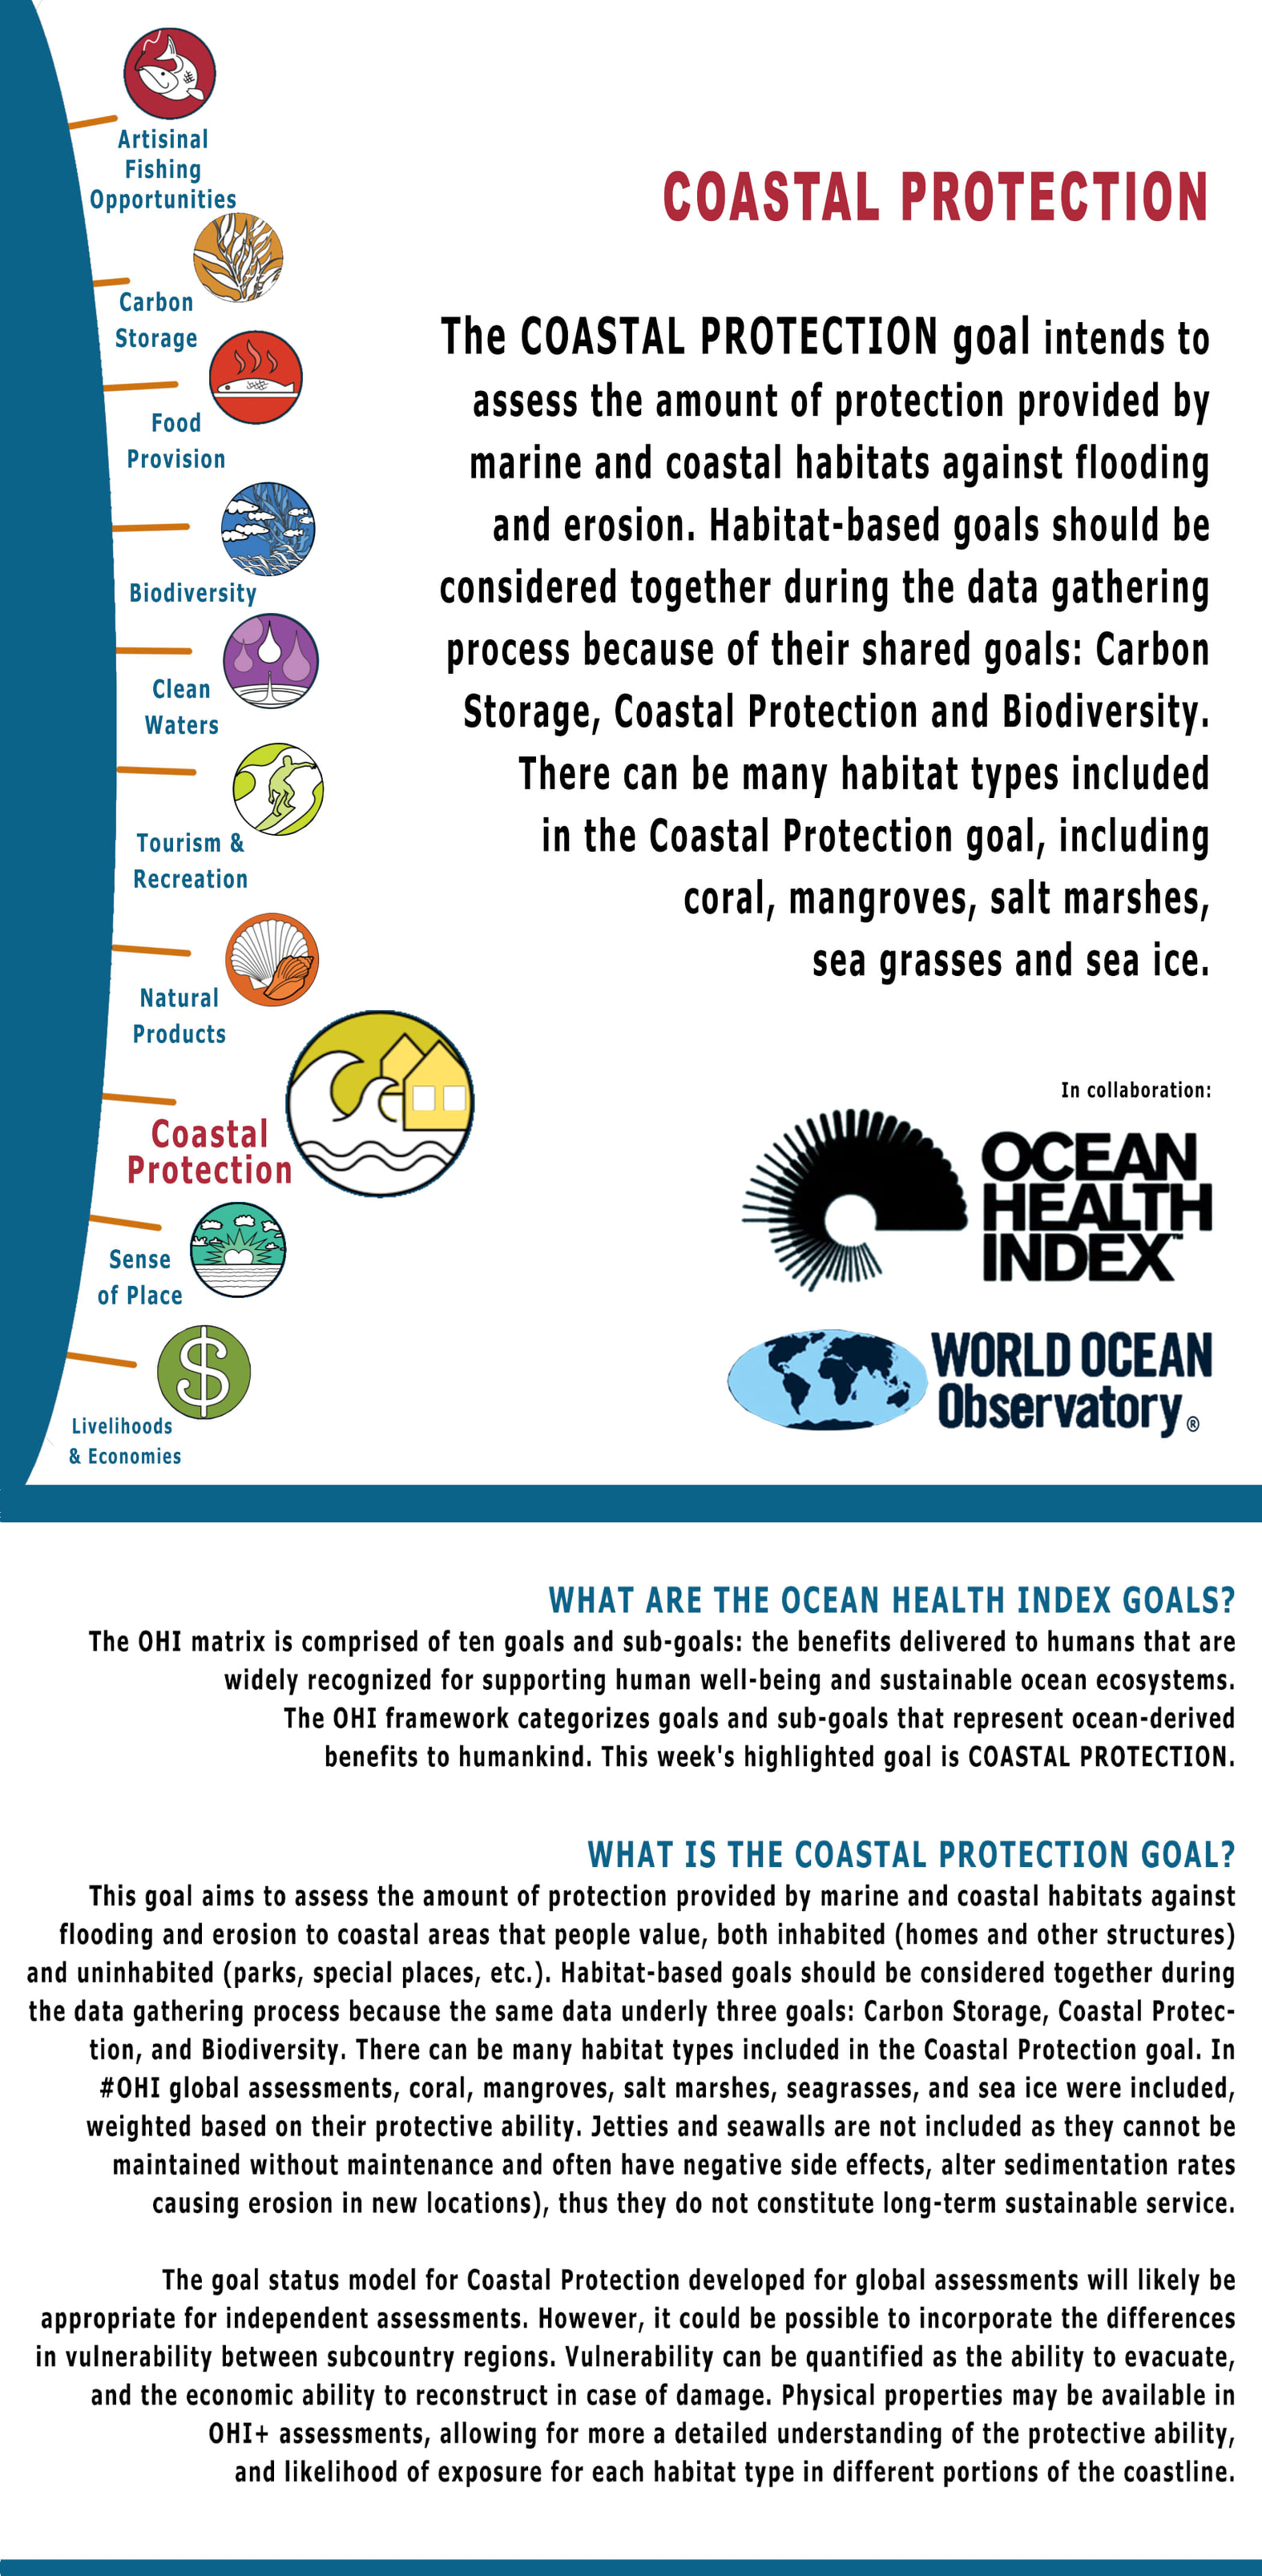 Artisinal
Fishing
Opportunities
Carbon
Storage
Food
Provision
Biodiversity
Clean
Waters
Tourism &
Recreation
Natural
Products
Coastal
Protection
Sense
of Place
$
Livelihoods
& Economies
COASTAL PROTECTION
The COASTAL PROTECTION goal intends to
assess the amount of protection provided by
marine and coastal habitats against flooding
and erosion. Habitat-based goals should be
considered together during the data gathering
process because of their shared goals: Carbon
Storage, Coastal Protection and Biodiversity.
There can be many habitat types included
in the Coastal Protection goal, including
coral, mangroves, salt marshes,
sea grasses and sea ice.
In collaboration:
OCEAN
HEALTH
INDEX™
WORLD OCEAN
Observatory®
WHAT ARE THE OCEAN HEALTH INDEX GOALS?
The OHI matrix is comprised of ten goals and sub-goals: the benefits delivered to humans that are
widely recognized for supporting human well-being and sustainable ocean ecosystems.
The OHI framework categorizes goals and sub-goals that represent ocean-derived
benefits to humankind. This week's highlighted goal is COASTAL PROTECTION.
WHAT IS THE COASTAL PROTECTION GOAL?
This goal aims to assess the amount of protection provided by marine and coastal habitats against
flooding and erosion to coastal areas that people value, both inhabited (homes and other structures)
and uninhabited (parks, special places, etc.). Habitat-based goals should be considered together during
the data gathering process because the same data underly three goals: Carbon Storage, Coastal Protec-
tion, and Biodiversity. There can be many habitat types included in the Coastal Protection goal. In
#OHI global assessments, coral, mangroves, salt marshes, seagrasses, and sea ice were included,
weighted based on their protective ability. Jetties and seawalls are not included as they cannot be
maintained without maintenance and often have negative side effects, alter sedimentation rates
causing erosion in new locations), thus they do not constitute long-term sustainable service.
The goal status model for Coastal Protection developed for global assessments will likely be
appropriate for independent assessments. However, it could be possible to incorporate the differences
in vulnerability between subcountry regions. Vulnerability can be quantified as the ability to evacuate,
and the economic ability to reconstruct in case of damage. Physical properties may be available in
OHI+ assessments, allowing for more a detailed understanding of the protective ability,
and likelihood of exposure for each habitat type in different portions of the coastline.